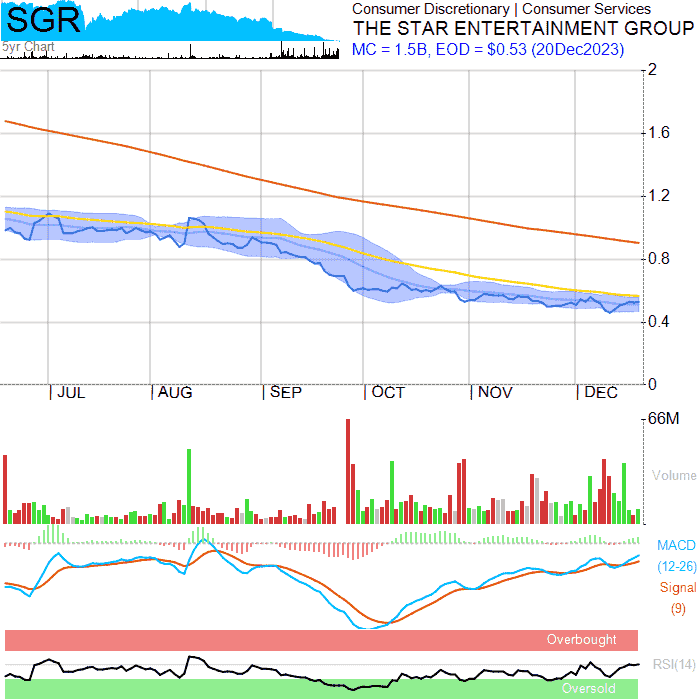 SGR
5yr Chart
Consumer Discretionary | Consumer Services
THE STAR ENTERTAINMENT GROUP
MC = 1.5B, EOD = $0.53 (20Dec2023)
2
1.6
1.2
0.8
0.4
0
| JUL | AUG | SEP | OCT | NOV | DEC
66M
Volume
MACD
(12-26)
Signal
(9)
Overbought
RSI(14)
Oversold